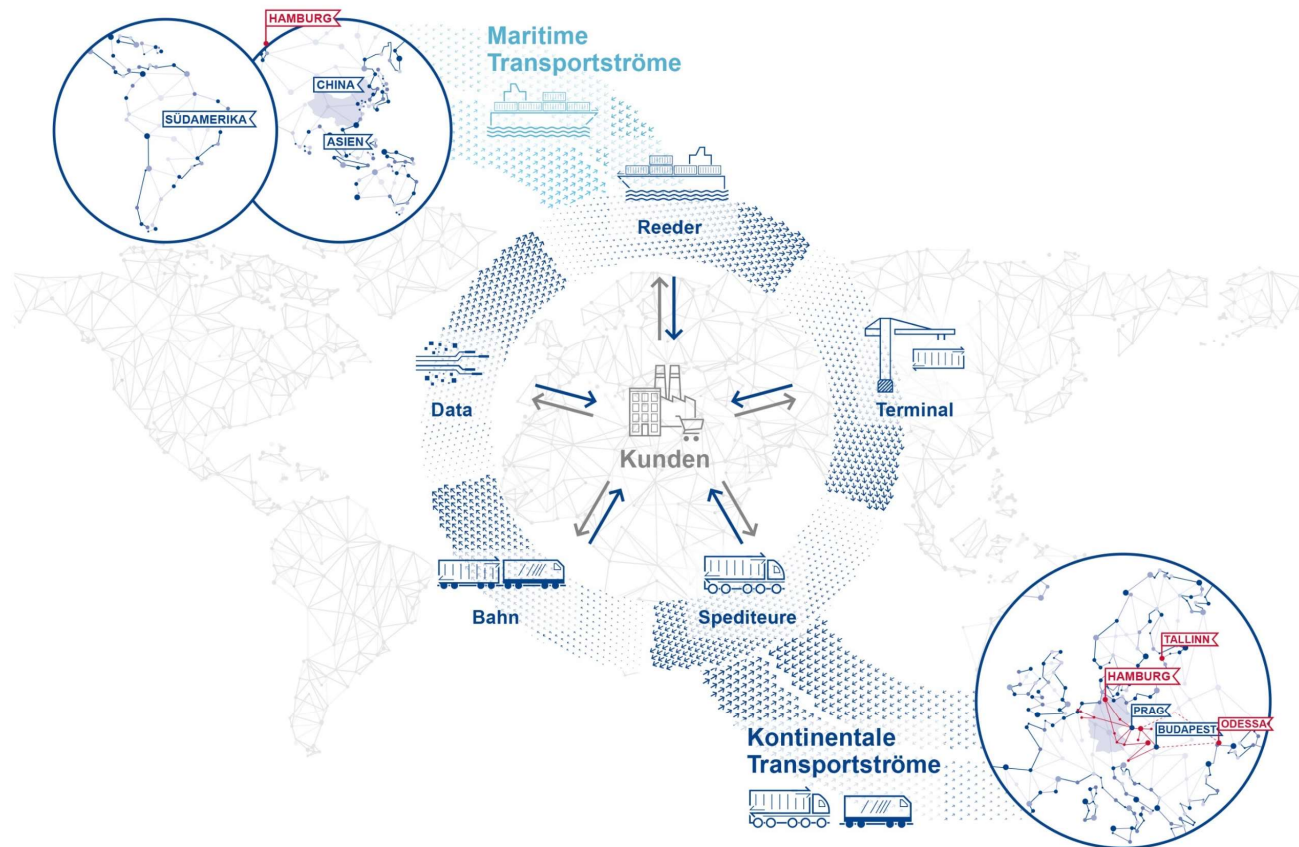 HAMBURG
Maritime
Transportströme
CHINA
SÜDAMERIKA
ASIEN
Reeder
Data
Terminal
Kunden
Bahn
Spediteure
TALLINN
HAMBURG
PRAG
BUDAPEST
ODESSA
Kontinentale
Transportströme